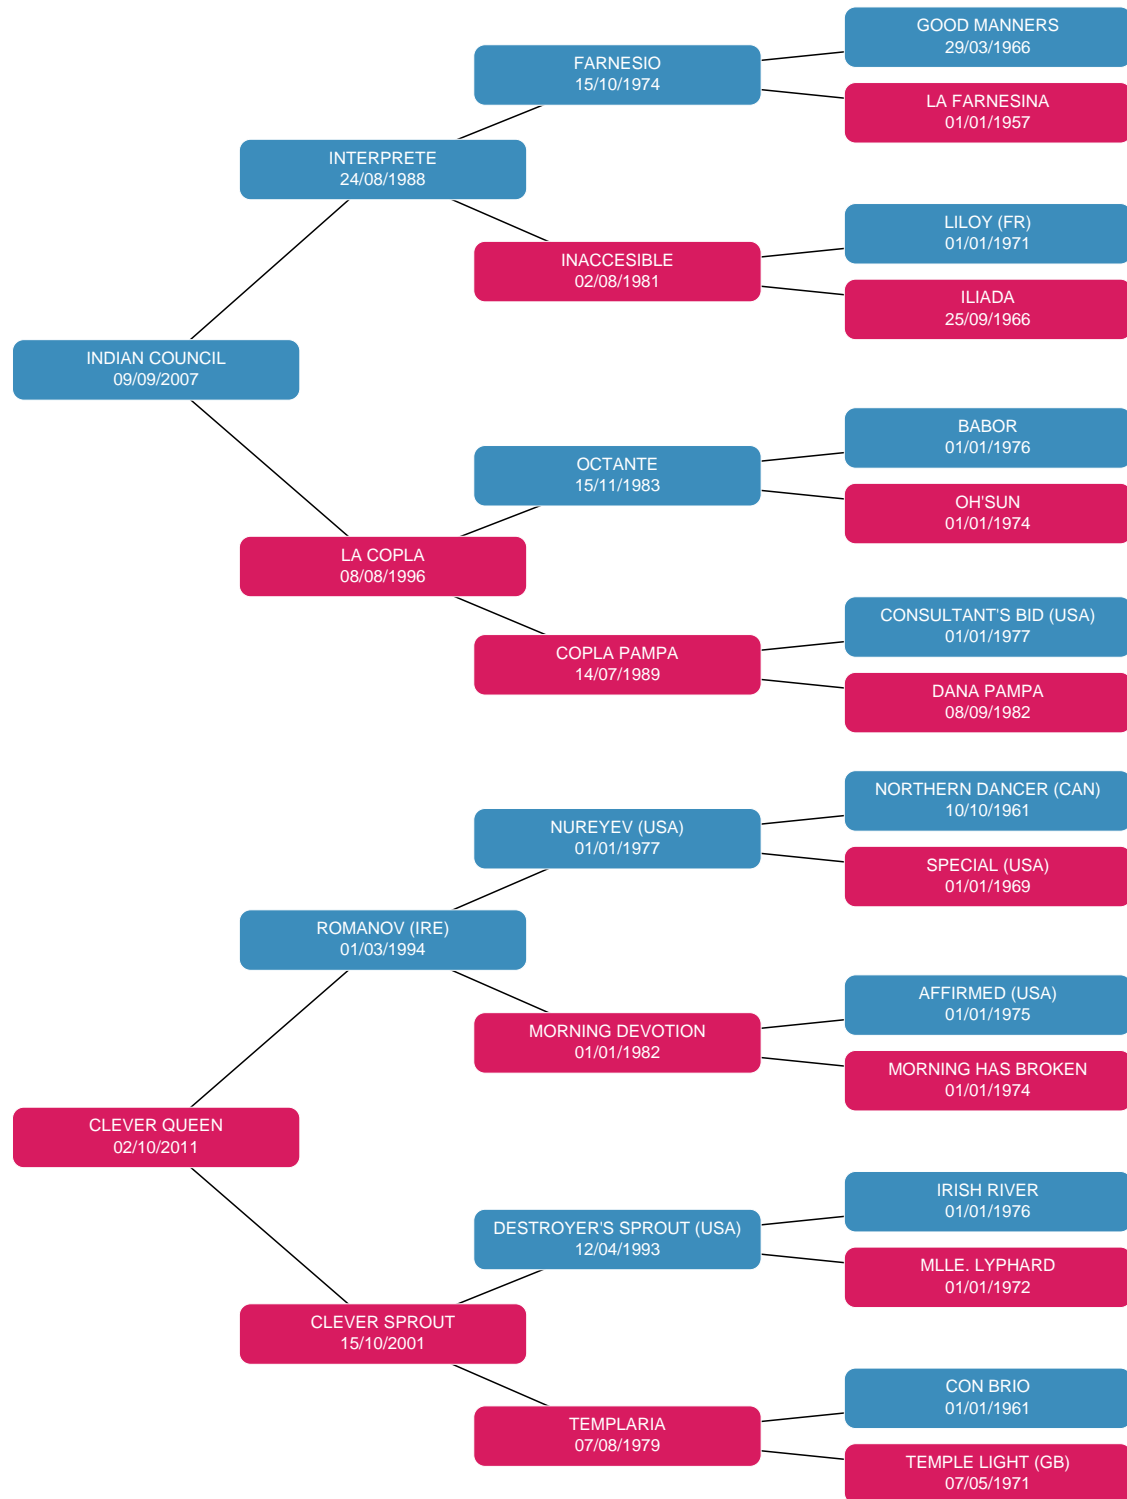 GOOD MANNERS
29/03/1966
FARNESIO
15/10/1974
LA FARNESINA
01/01/1957
INTERPRETE
24/08/1988
LILOY (FR)
01/01/1971
INACCESIBLE
02/08/1981
ILIADA
25/09/1966
INDIAN COUNCIL
09/09/2007
BABOR
01/01/1976
OCTANTE
15/11/1983
OH'SUN
01/01/1974
LA COPLA
08/08/1996
CONSULTANT'S BID (USA)
01/01/1977
COPLA PAMPA
14/07/1989
DANA PAMPA
08/09/1982
NORTHERN DANCER (CAN)
10/10/1961
NUREYEV (USA)
01/01/1977
SPECIAL (USA)
01/01/1969
ROMANOV (IRE)
01/03/1994
AFFIRMED (USA)
01/01/1975
MORNING DEVOTION
01/01/1982
MORNING HAS BROKEN
01/01/1974
CLEVER QUEEN
02/10/2011
IRISH RIVER
01/01/1976
DESTROYER'S SPROUT (USA)
12/04/1993
MLLE. LYPHARD
01/01/1972
CLEVER SPROUT
15/10/2001
CON BRIO
01/01/1961
TEMPLARIA
07/08/1979
TEMPLE LIGHT (GB)
07/05/1971